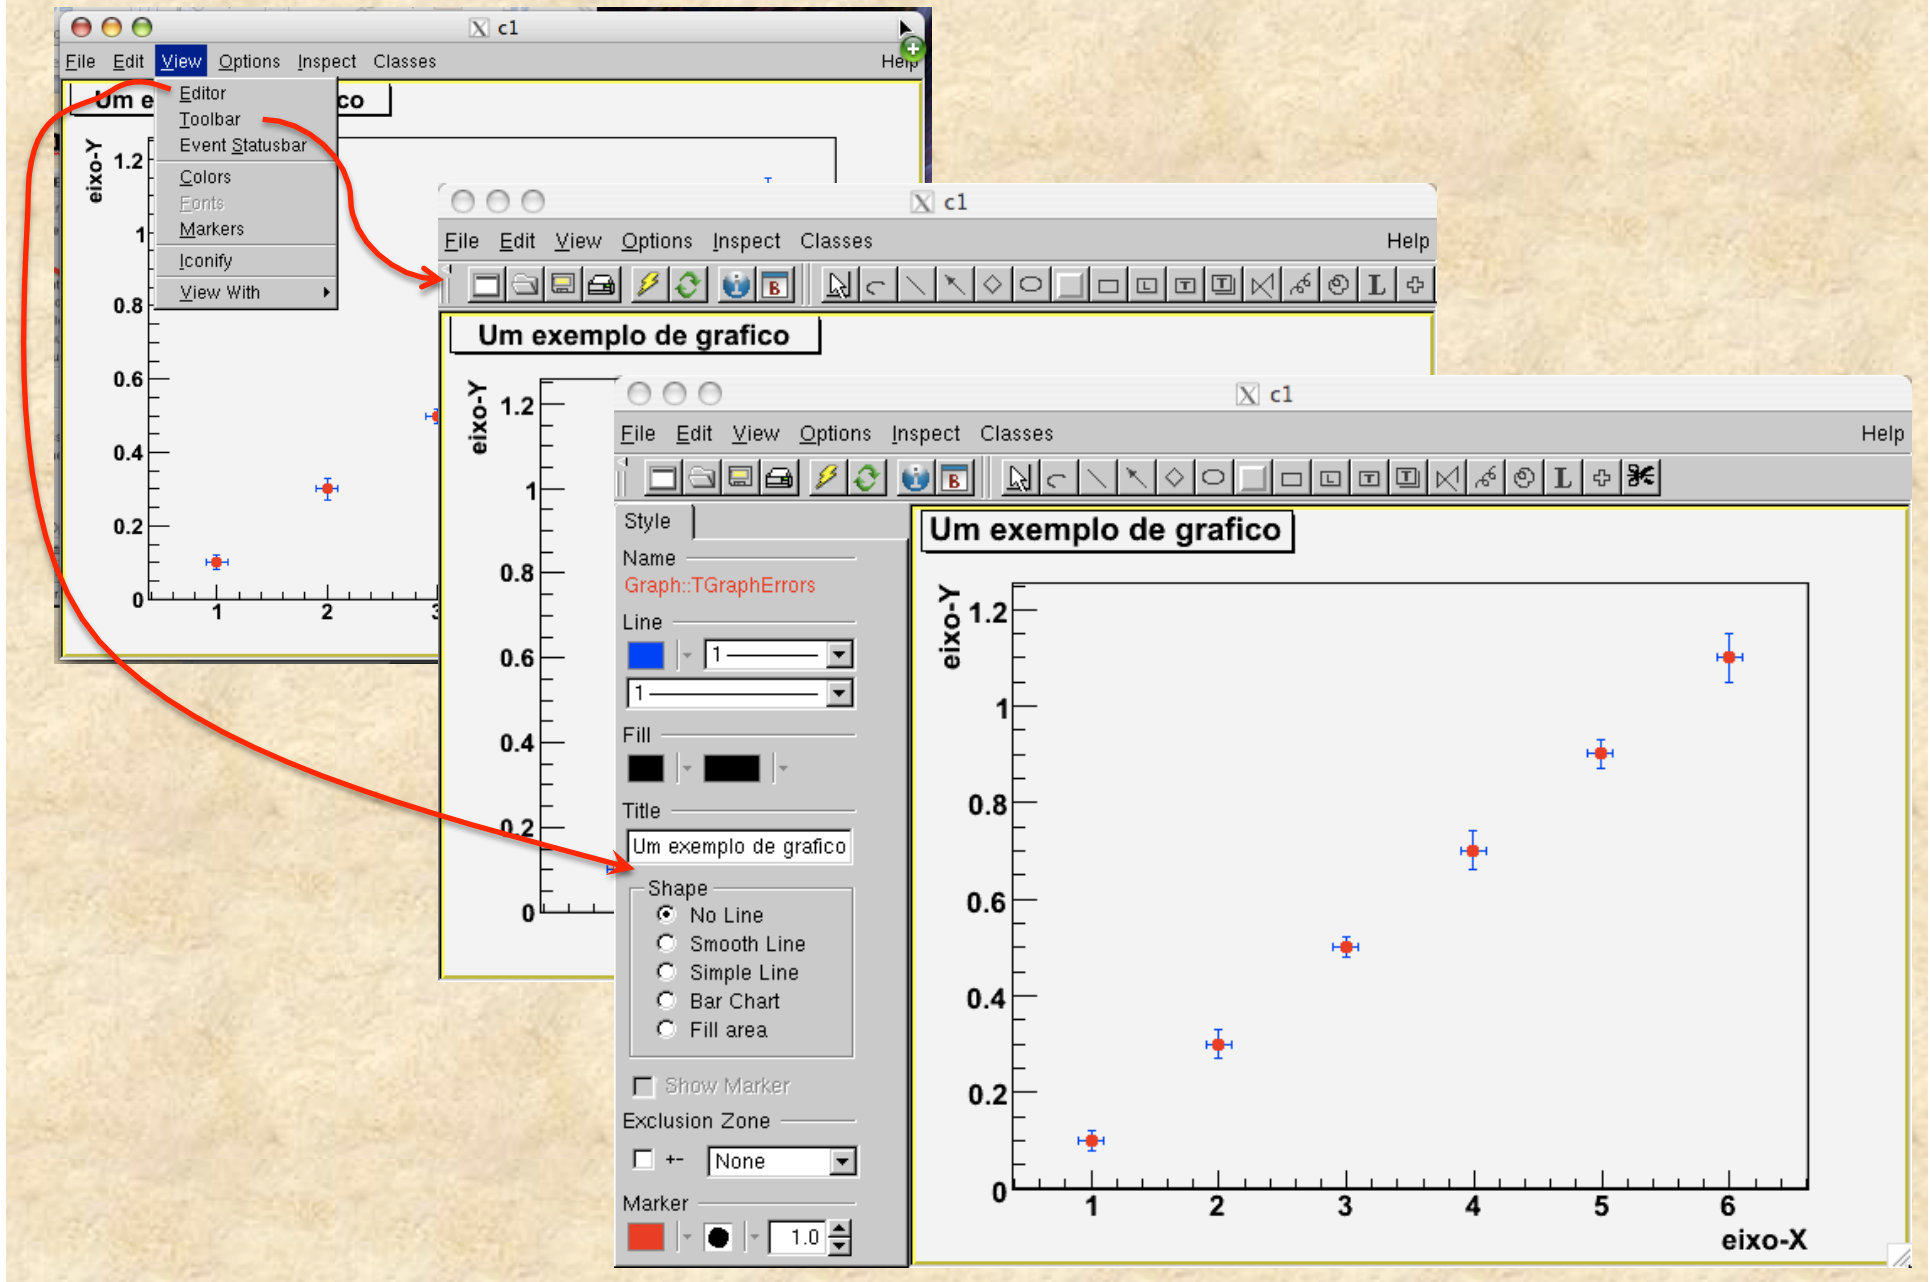 c1
File Edit View Options Inspect Classes Help
Um e
co
Editor
Toolbar
Event Statusbar
Colors
Fonts
Markers
Iconify
View With
eixo-Y
1.2
1
0.8
0.6
0.4
0.2
0
1 2 3
c1
File Edit View Options Inspect Classes Help
B L T T L
Um exemplo de grafico
eixo-Y
1.2
1
0.8
0.6
0.4
0.2
0
c1
File Edit View Options Inspect Classes Help
B L T T L
Style
Name
Graph::TGraphErrors
Line
1
1
Fill
Title
Um exemplo de grafico
Shape
No Line
Smooth Line
Simple Line
Bar Chart
Fill area
Show Marker
Exclusion Zone
+- None
Marker
1.0
Um exemplo de grafico
eixo-Y
1.2
1
0.8
0.6
0.4
0.2
0
1 2 3 4 5 6
eixo-X